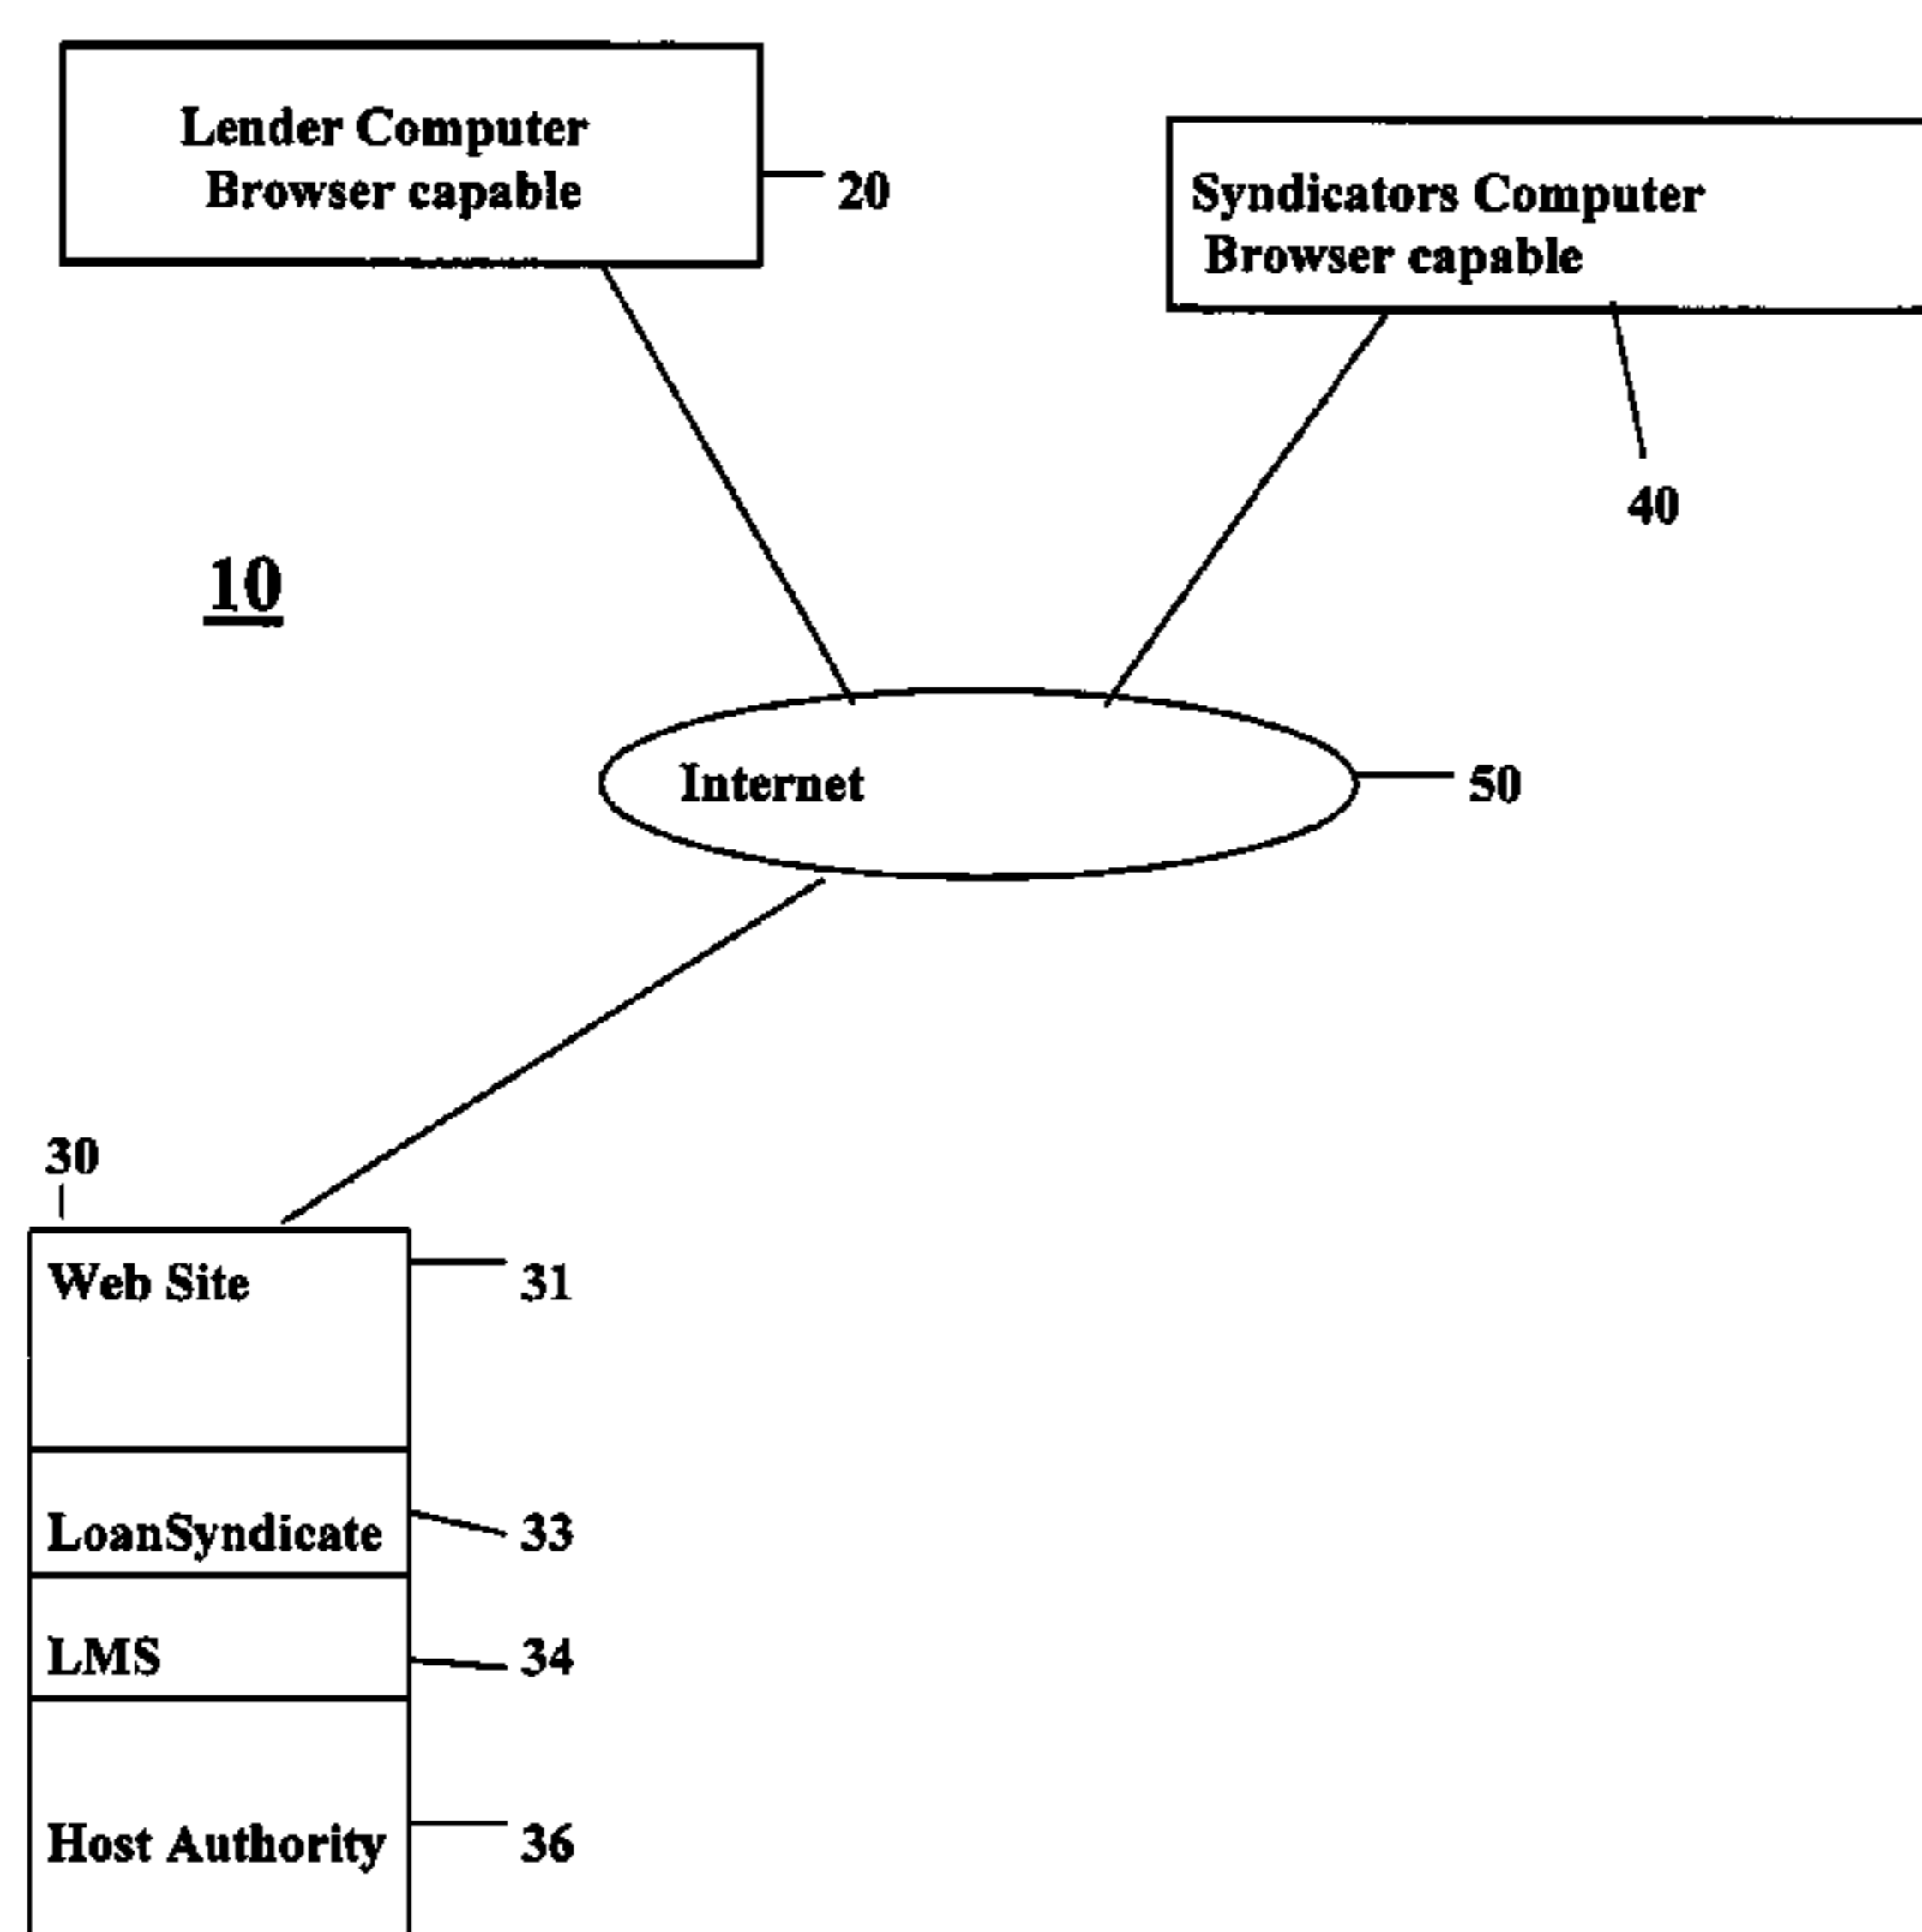 Lender Computer
Browser capable
20
Syndicators Computer
Browser capable
40
10
Internet
50
30
Web Site
31
LoanSyndicate
33
LMS
34
Host Authority
36